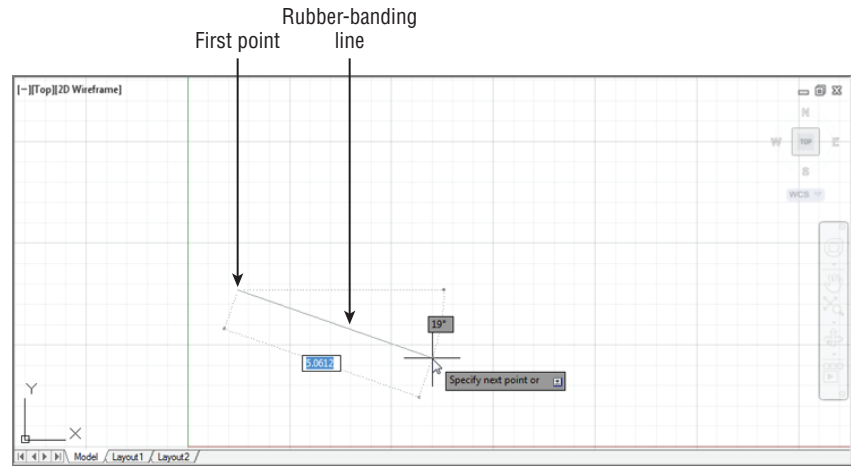 Rubber-banding
First point line
[−][Top][2D Wireframe]
N
W TOP E
S
WCS
19°
5.0612
Specify next point or
Y
X
Model Layout1 Layout2